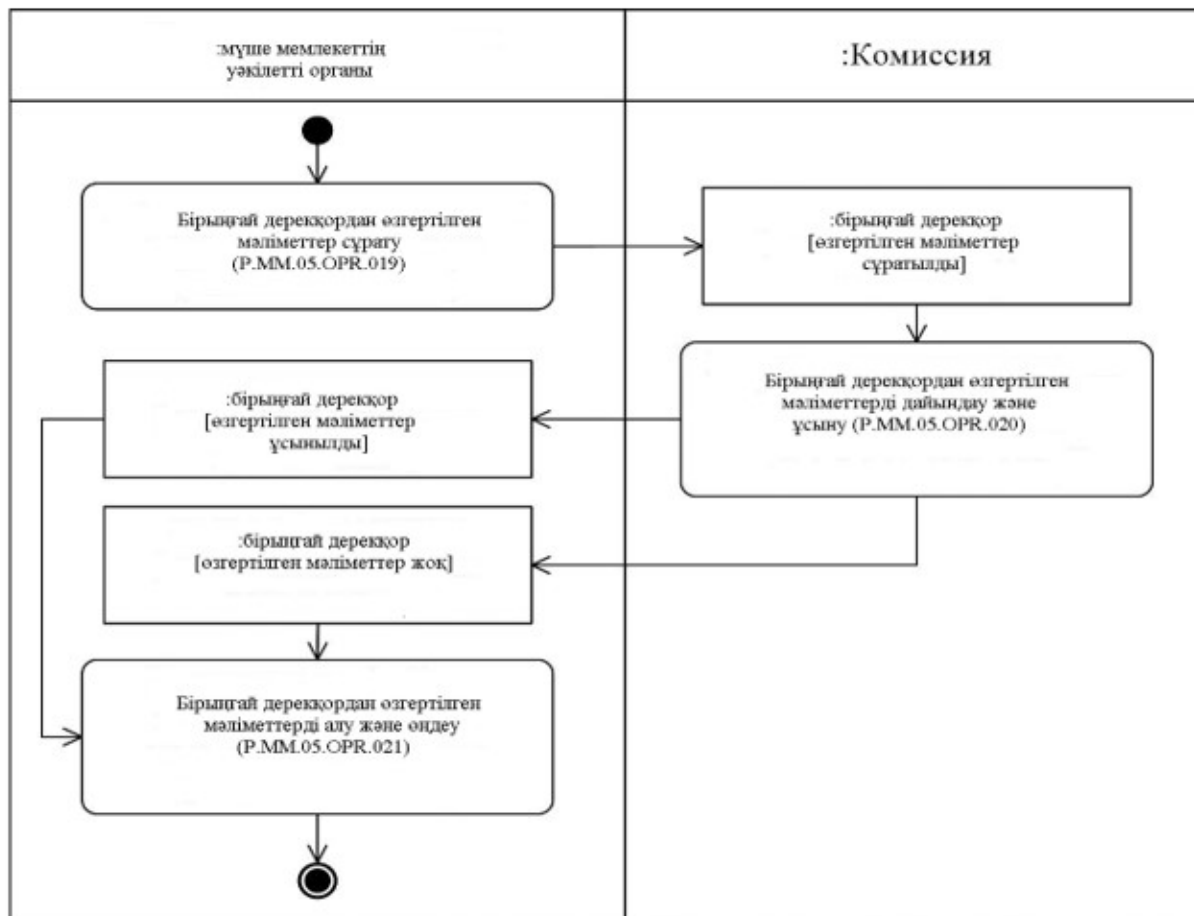 :мүше мемлекеттің
уәкілетті органы
:Комиссия
Бірыңғай дерекқордан өзгертілген
мәліметтер сұрату
(P.MM.05.OPR.019)
:бірыңғай дерекқор
[өзгертілген мәліметтер
сұратылды]
Бірыңғай дерекқордан өзгертілген
мәліметтерді дайындау және
ұсыну (P.MM.05.OPR.020)
:бірыңғай дерекқор
[өзгертілген мәліметтер
ұсынылды]
:бірыңғай дерекқор
[өзгертілген мәліметтер жоқ]
Бірыңғай дерекқордан өзгертілген
мәліметтерді алу және өңдеу
(P.MM.05.OPR.021)